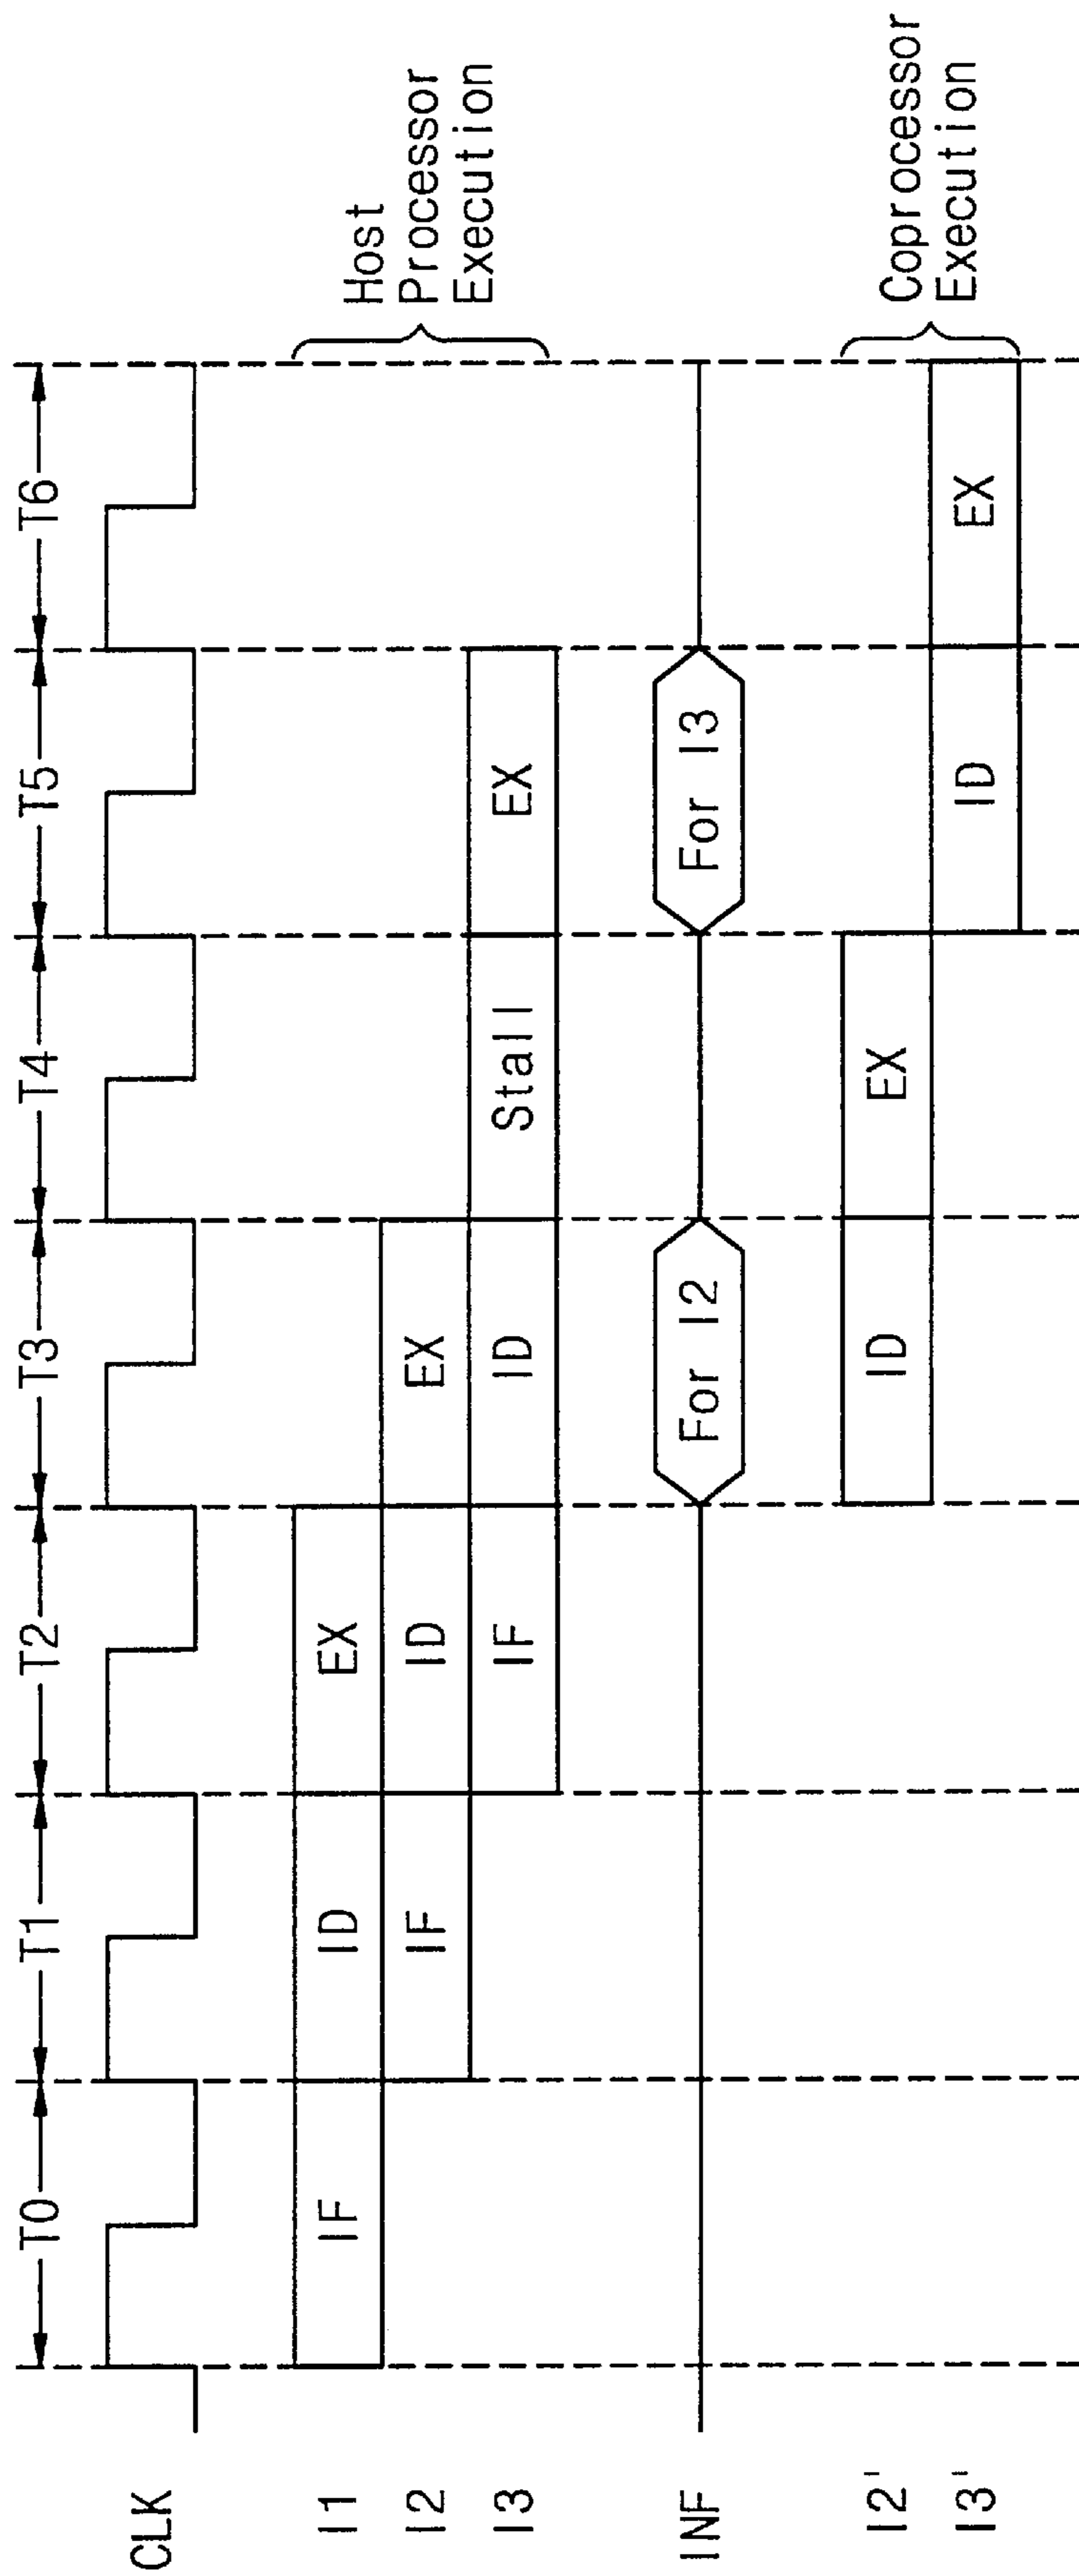 T0 T1 T2 T3 T4 T5 T6
CLK
I1 IF ID EX
I2 IF ID EX
I3 IF ID Stall EX
Host
Processor
Execution
INF For I2 For I3
I2' ID EX
I3' ID EX
Coprocessor
Execution